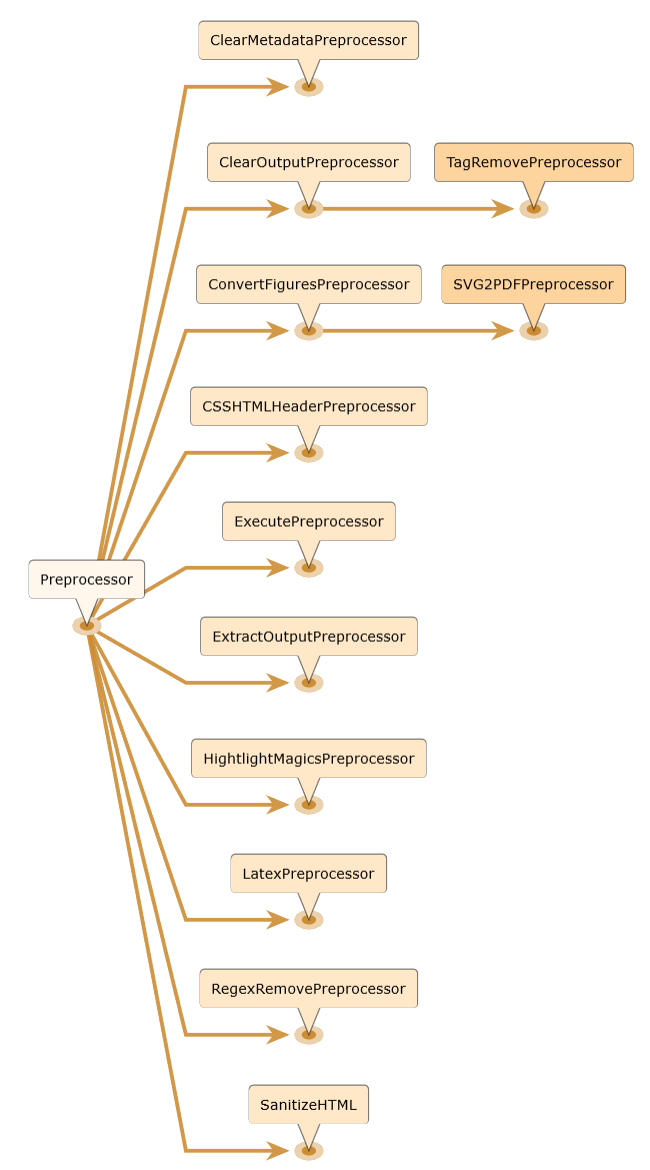 ClearMetadataPreprocessor
ClearOutputPreprocessor
TagRemovePreprocessor
ConvertFiguresPreprocessor
SVG2PDFPreprocessor
CSSHTMLHeaderPreprocessor
ExecutePreprocessor
Preprocessor
ExtractOutputPreprocessor
HightlightMagicsPreprocessor
LatexPreprocessor
RegexRemovePreprocessor
SanitizeHTML